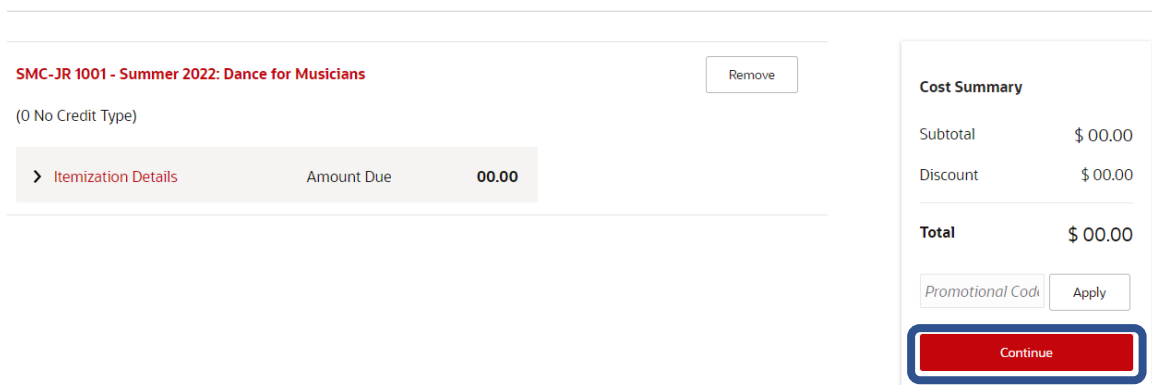 SMC-JR 1001 - Summer 2022: Dance for Musicians
Remove
(0 No Credit Type)
Itemization Details Amount Due 00.00
Cost Summary
Subtotal $ 00.00
Discount $ 00.00
Total $ 00.00
Promotional Code Apply
Continue